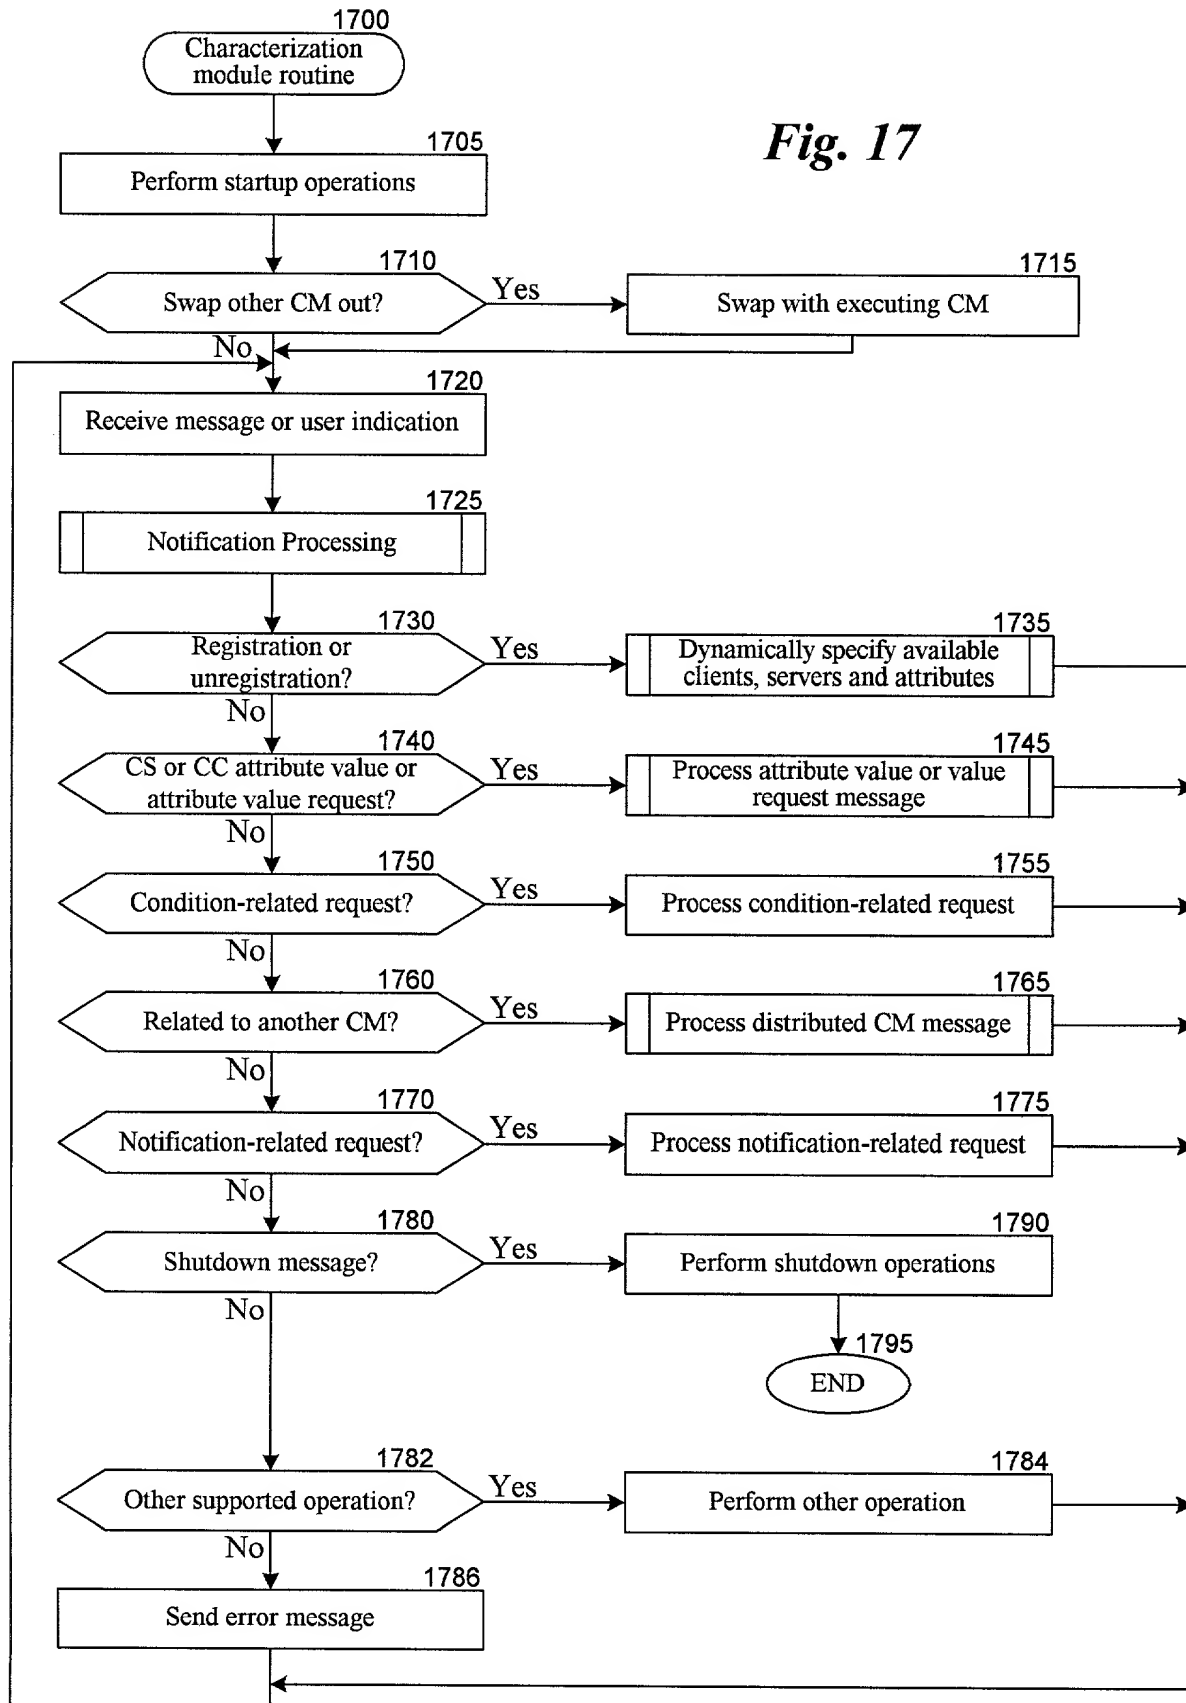 1700
Characterization
module routine
Fig. 17
1705
Perform startup operations
1710
Swap other CM out?
Yes
1715
Swap with executing CM
No
1720
Receive message or user indication
1725
Notification Processing
1730
Registration or
unregistration?
Yes
1735
Dynamically specify available
clients, servers and attributes
No
1740
CS or CC attribute value or
attribute value request?
Yes
1745
Process attribute value or value
request message
No
1750
Condition-related request?
Yes
1755
Process condition-related request
No
1760
Related to another CM?
Yes
1765
Process distributed CM message
No
1770
Notification-related request?
Yes
1775
Process notification-related request
No
1780
Shutdown message?
Yes
1790
Perform shutdown operations
No
1795
END
1782
Other supported operation?
Yes
1784
Perform other operation
No
1786
Send error message